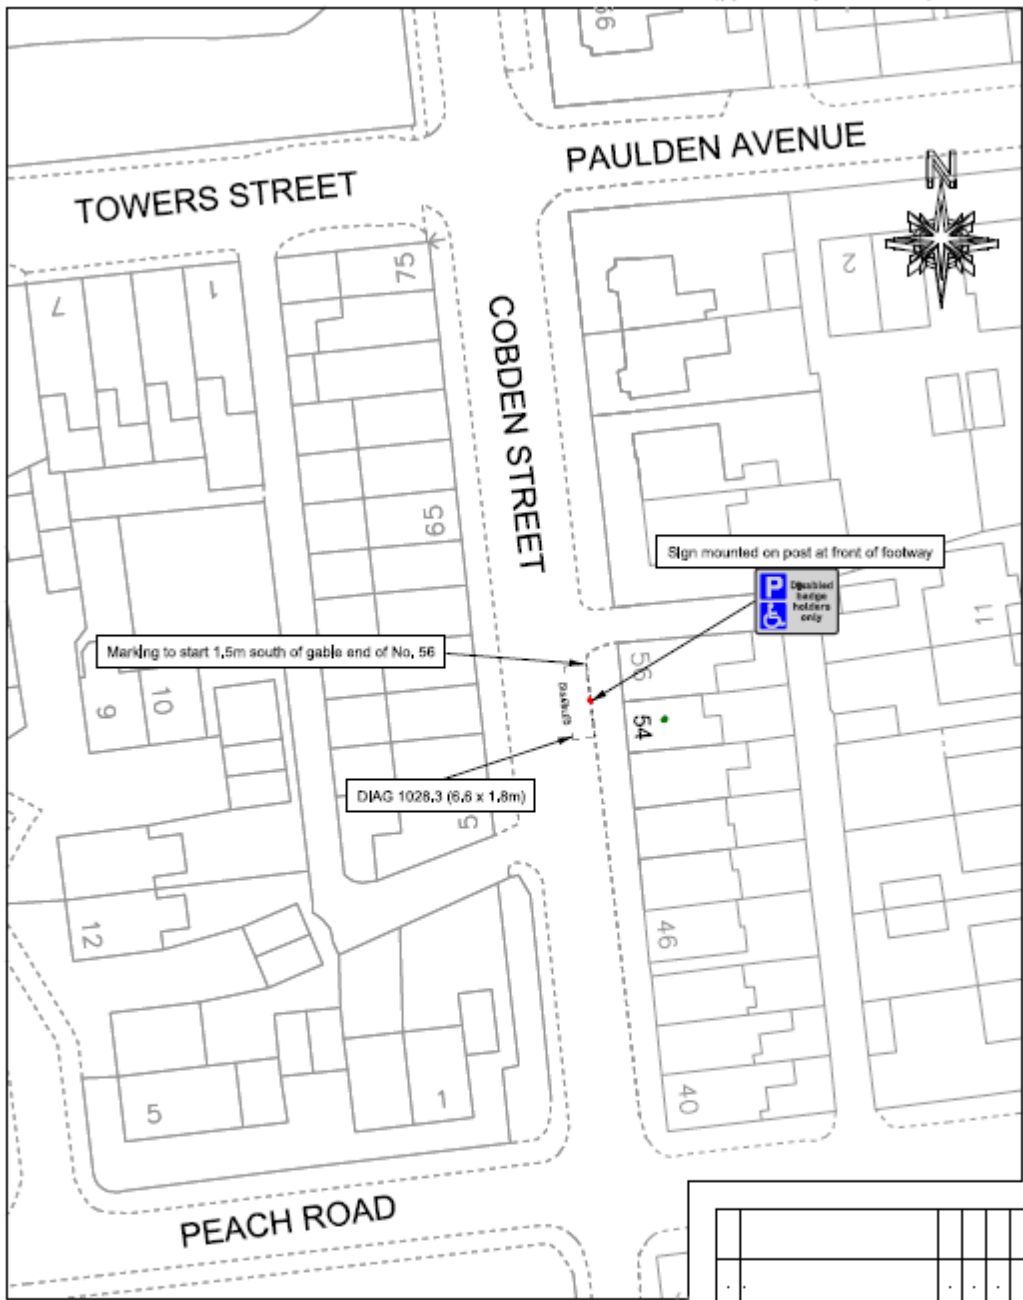 66
PAULDEN AVENUE
TOWERS STREET
N
75
2
7
1
COBDEN STREET
65
Sign mounted on post at front of footway
P
Disabled
badge
holders
only
11
Marking to start 1.5m south of gable end of No. 56
56
DISABLED
9
10
54
DIAG 1028.3 (6.6 x 1.8m)
5
12
46
40
5
1
PEACH ROAD